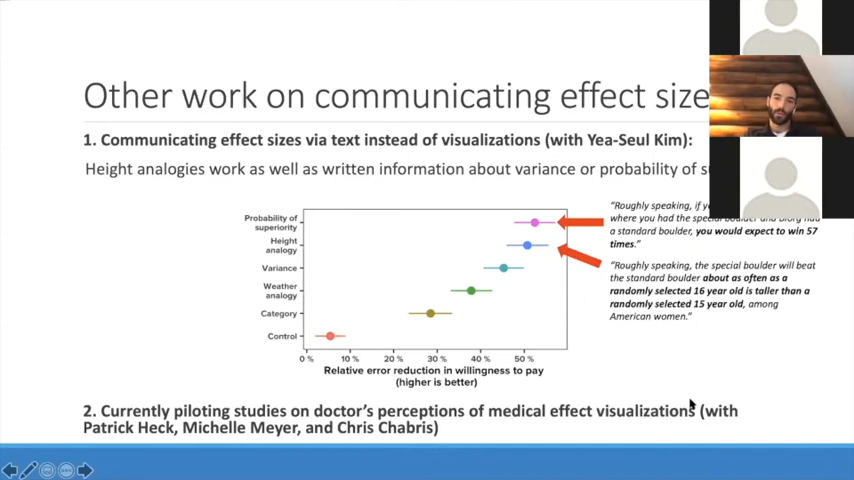 Other work on communicating effect size
1. Communicating effect sizes via text instead of visualizations (with Yea-Seul Kim):
Height analogies work as well as written information about variance or probability of
Probability of
superiority
Height
analogy
Variance
Weather
analogy
Category
Control
0 %
10 %
20 %
30 %
40 %
50 %
Relative error reduction in willingness to pay
(higher is better)
"Roughly speaking, if
where you had the special boulder and
a standard boulder, you would expect to win 57
times."
"Roughly speaking, the special boulder will beat
the standard boulder about as often as a
randomly selected 16 year old is taller than a
randomly selected 15 year old, among
American women."
2. Currently piloting studies on doctor's perceptions of medical effect visualizations (with
Patrick Heck, Michelle Meyer, and Chris Chabris)